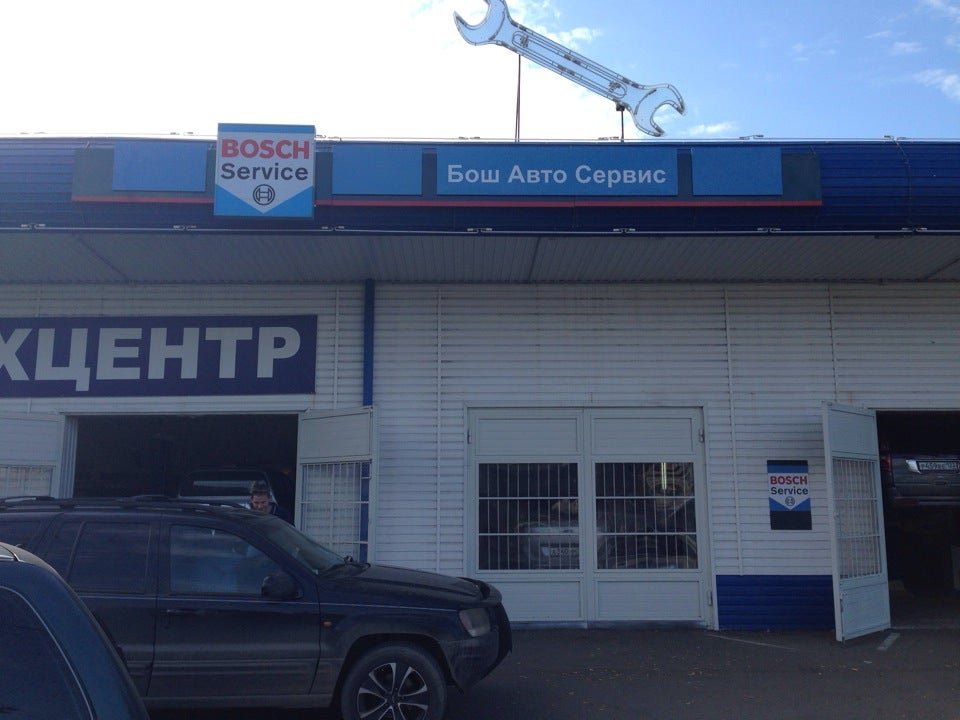 BOSCH
Service
Бош Авто Сервис
ХЦЕНТР
BOSCH
Service